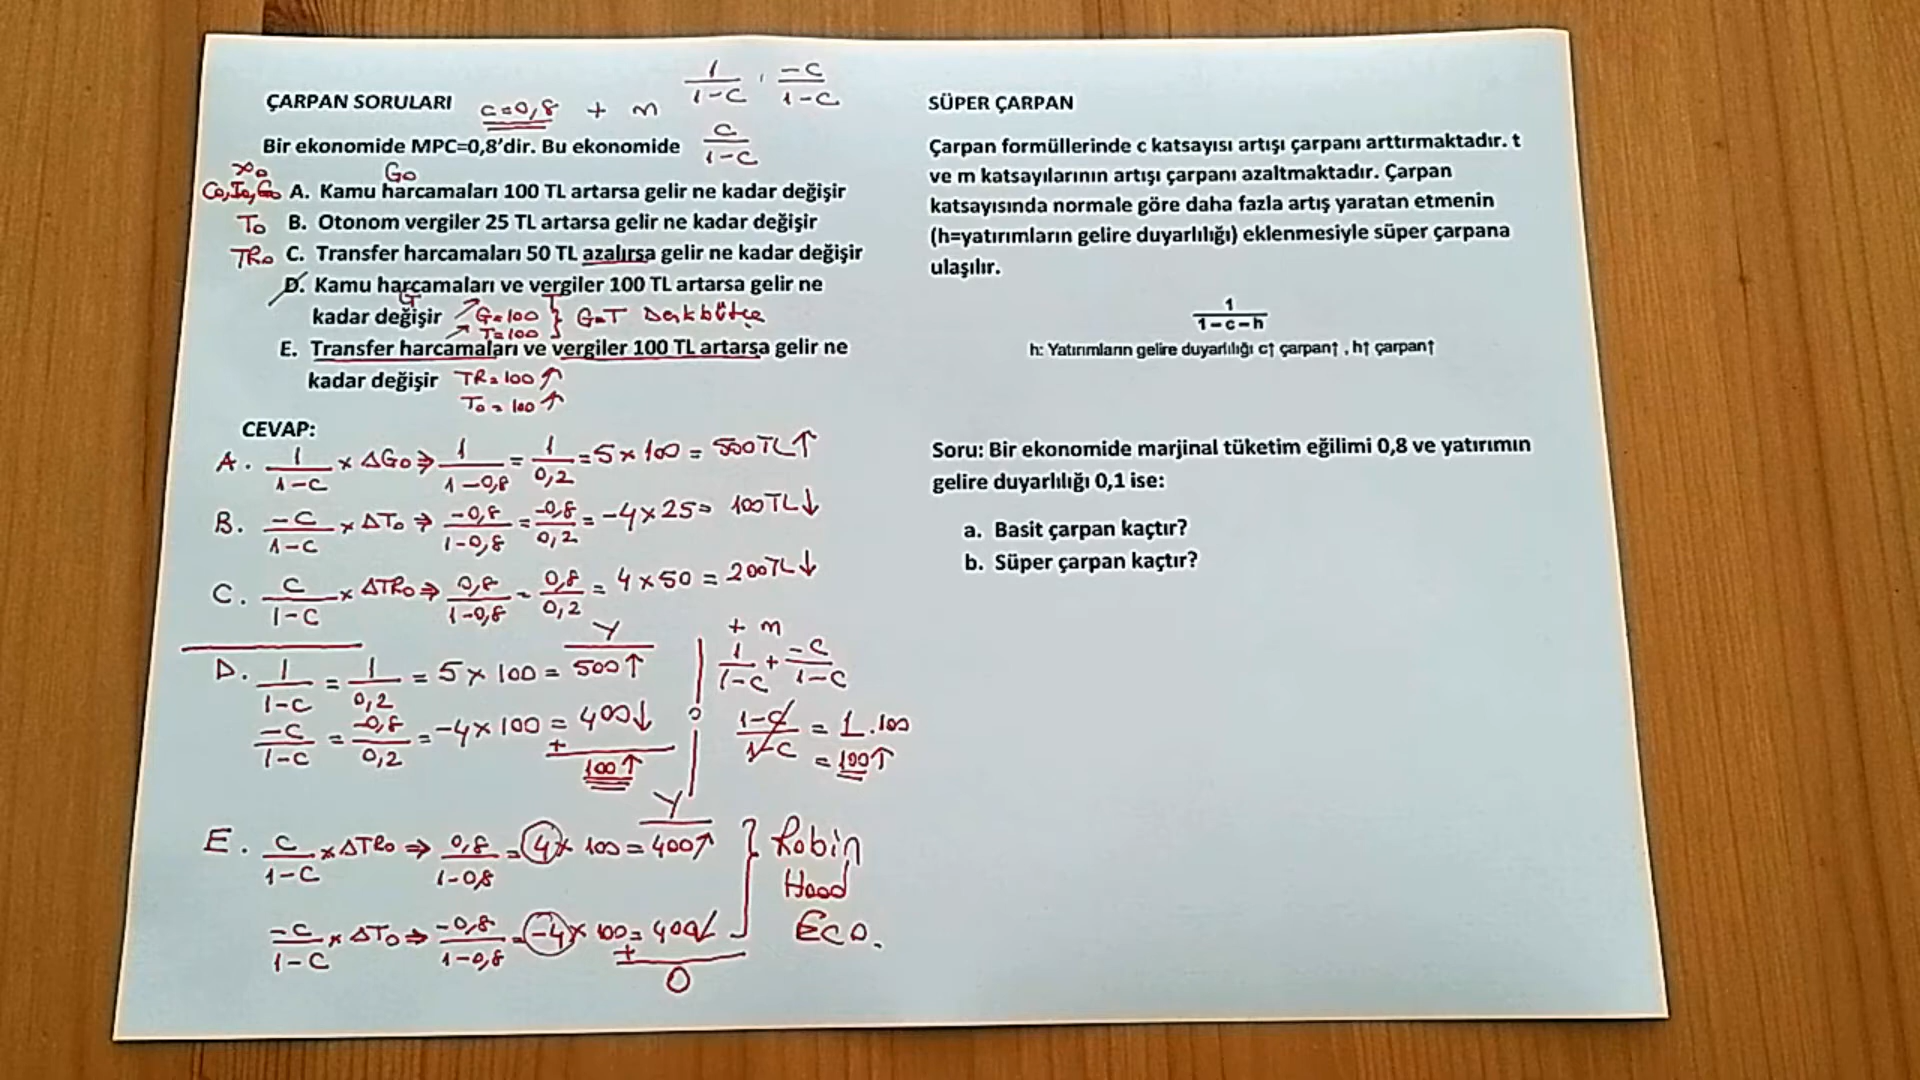 ÇARPAN SORULARI c=0,8 + m 1/1-c , -c/1-c
c/1-c
Bir ekonomide MPC=0,8'dir. Bu ekonomide
Go
Co, Io, Go A. Kamu harcamaları 100 TL artarsa gelir ne kadar değişir
To B. Otonom vergiler 25 TL artarsa gelir ne kadar değişir
TRo C. Transfer harcamaları 50 TL azalırsa gelir ne kadar değişir
D. Kamu harcamaları ve vergiler 100 TL artarsa gelir ne
G T
kadar değişir ↗G=100 } G=T Denk bütçe
↗T=100
E. Transfer harcamaları ve vergiler 100 TL artarsa gelir ne
kadar değişir TR=100↑
To=100↑
CEVAP:
A. 1/1-c x ΔGo ⇒ 1/1-0,8 = 1/0,2 = 5 x 100 = 500TL↑
B. -c/1-c x ΔTo ⇒ -0,8/1-0,8 = -0,8/0,2 = -4 x 25 = 100TL↓
C. c/1-c x ΔTRo ⇒ 0,8/1-0,8 = 0,8/0,2 = 4 x 50 = 200TL↓
Y
D. 1/1-c = 1/0,2 = 5 x 100 = 500↑
-c/1-c = -0,8/0,2 = -4 x 100 = 400↓
+
100↑
+ m
1/1-c + -c/1-c
1-c/1-c = 1.100
= 100↑
Y
E. c/1-c x ΔTRo ⇒ 0,8/1-0,8 = 4 x 100 = 400↑
-c/1-c x ΔTo ⇒ -0,8/1-0,8 = -4 x 100 = 400↓
+
0
Robin
Hood
Eco.
SÜPER ÇARPAN
Çarpan formüllerinde c katsayısı artışı çarpanı arttırmaktadır. t
ve m katsayılarının artışı çarpanı azaltmaktadır. Çarpan
katsayısında normale göre daha fazla artış yaratan etmenin
(h=yatırımların gelire duyarlılığı) eklenmesiyle süper çarpana
ulaşılır.
1/1-c-h
h: Yatırımların gelire duyarlılığı c↑ çarpan↑ , h↑ çarpan↑
Soru: Bir ekonomide marjinal tüketim eğilimi 0,8 ve yatırımın
gelire duyarlılığı 0,1 ise:
a. Basit çarpan kaçtır?
b. Süper çarpan kaçtır?